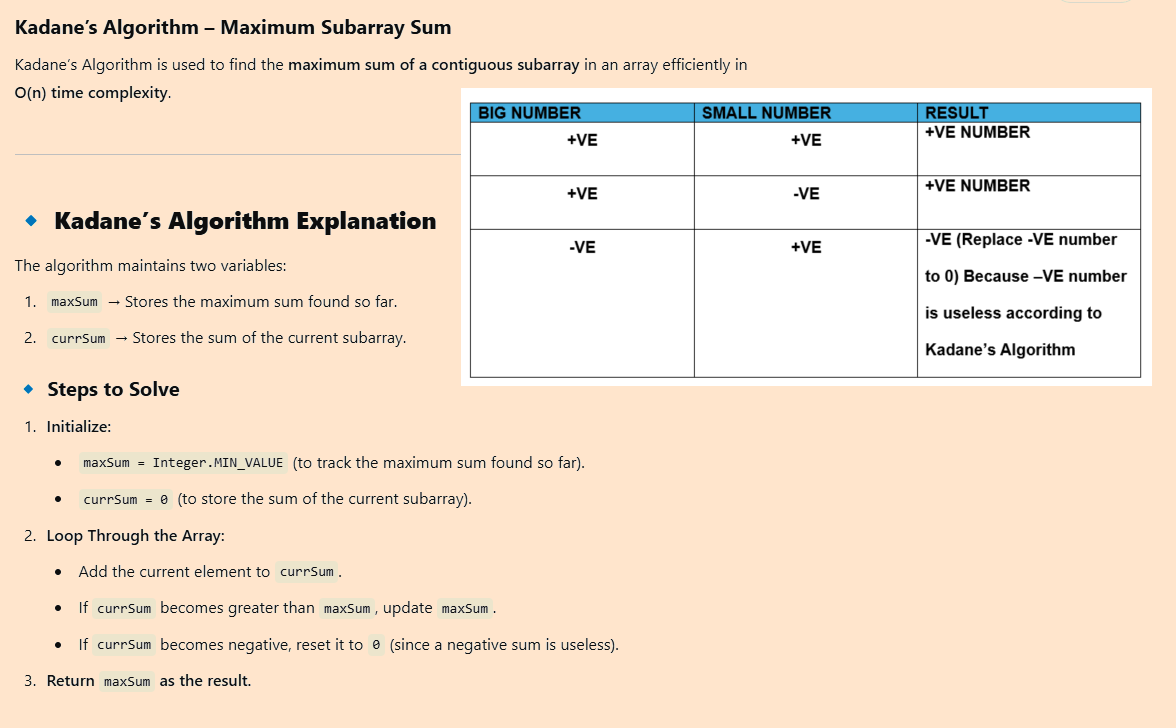 Kadane’s Algorithm – Maximum Subarray Sum
Kadane’s Algorithm is used to find the maximum sum of a contiguous subarray in an array efficiently in
O(n) time complexity.
BIG NUMBER SMALL NUMBER RESULT
+VE +VE +VE NUMBER
+VE -VE +VE NUMBER
-VE +VE -VE (Replace -VE number
to 0) Because –VE number
is useless according to
Kadane’s Algorithm
🔹 Kadane’s Algorithm Explanation
The algorithm maintains two variables:
1. maxSum → Stores the maximum sum found so far.
2. currSum → Stores the sum of the current subarray.
🔹 Steps to Solve
1. Initialize:
• maxSum = Integer.MIN_VALUE (to track the maximum sum found so far).
• currSum = 0 (to store the sum of the current subarray).
2. Loop Through the Array:
• Add the current element to currSum.
• If currSum becomes greater than maxSum, update maxSum.
• If currSum becomes negative, reset it to 0 (since a negative sum is useless).
3. Return maxSum as the result.